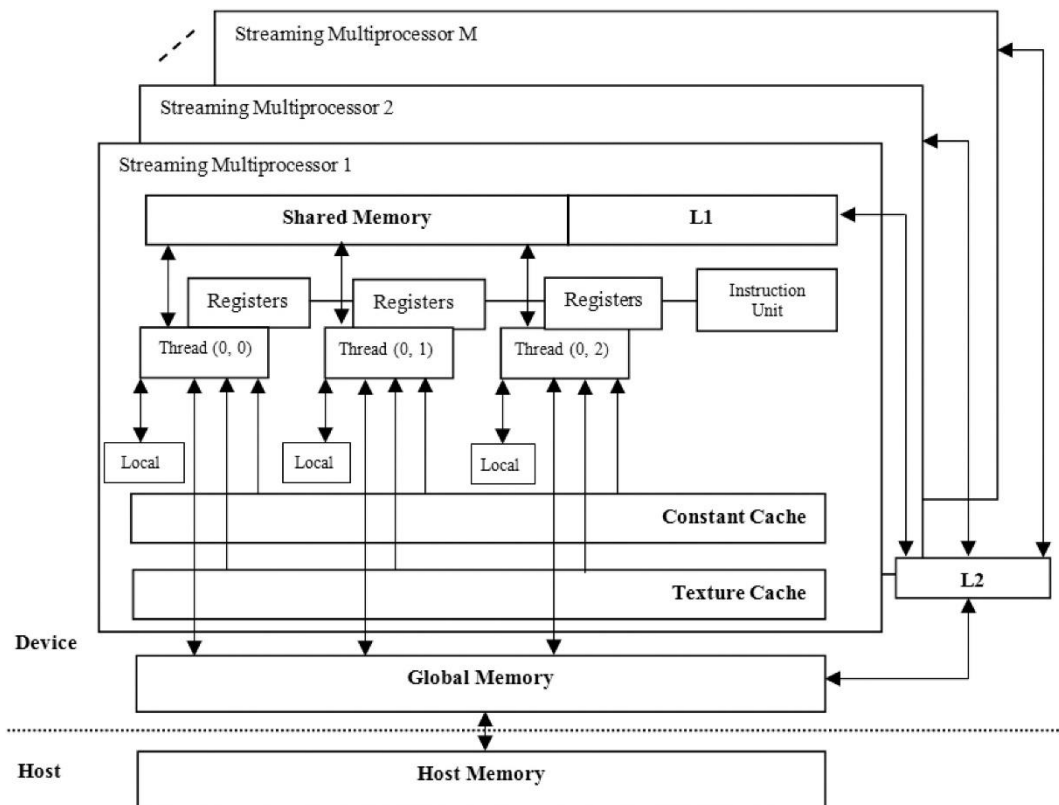 Streaming Multiprocessor M
Streaming Multiprocessor 2
Streaming Multiprocessor 1
Shared Memory
L1
Registers
Registers
Registers
Instruction
Unit
Thread (0, 0)
Thread (0, 1)
Thread (0, 2)
Local
Local
Local
Constant Cache
L2
Texture Cache
Device
Global Memory
Host
Host Memory